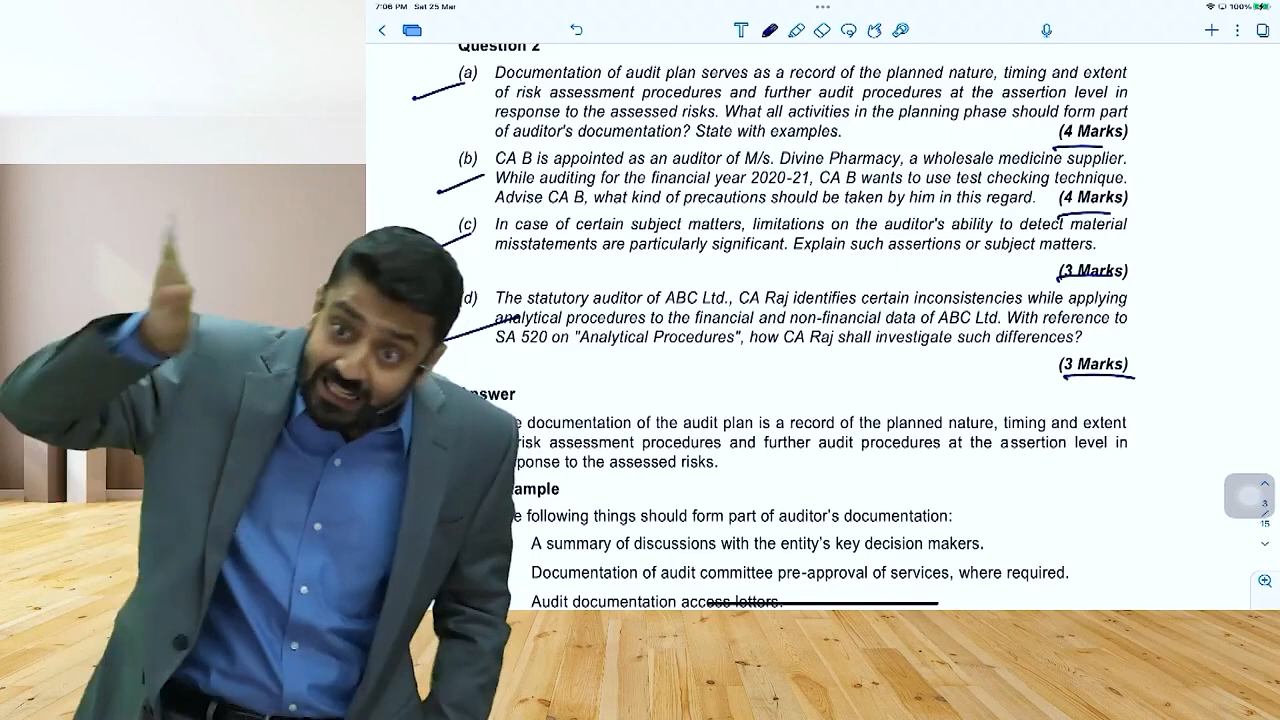 7:06 PM Sat 25 Mar
100%
Question 2
(a) Documentation of audit plan serves as a record of the planned nature, timing and extent
of risk assessment procedures and further audit procedures at the assertion level in
response to the assessed risks. What all activities in the planning phase should form part
of auditor's documentation? State with examples. (4 Marks)
(b) CA B is appointed as an auditor of M/s. Divine Pharmacy, a wholesale medicine supplier.
While auditing for the financial year 2020-21, CA B wants to use test checking technique.
Advise CA B, what kind of precautions should be taken by him in this regard. (4 Marks)
(c) In case of certain subject matters, limitations on the auditor's ability to detect material
misstatements are particularly significant. Explain such assertions or subject matters.
(3 Marks)
d) The statutory auditor of ABC Ltd., CA Raj identifies certain inconsistencies while applying
analytical procedures to the financial and non-financial data of ABC Ltd. With reference to
SA 520 on "Analytical Procedures", how CA Raj shall investigate such differences?
(3 Marks)
nswer
e documentation of the audit plan is a record of the planned nature, timing and extent
risk assessment procedures and further audit procedures at the assertion level in
ponse to the assessed risks.
ample
e following things should form part of auditor's documentation:
A summary of discussions with the entity's key decision makers.
Documentation of audit committee pre-approval of services, where required.
Audit documentation access letters.
3
15